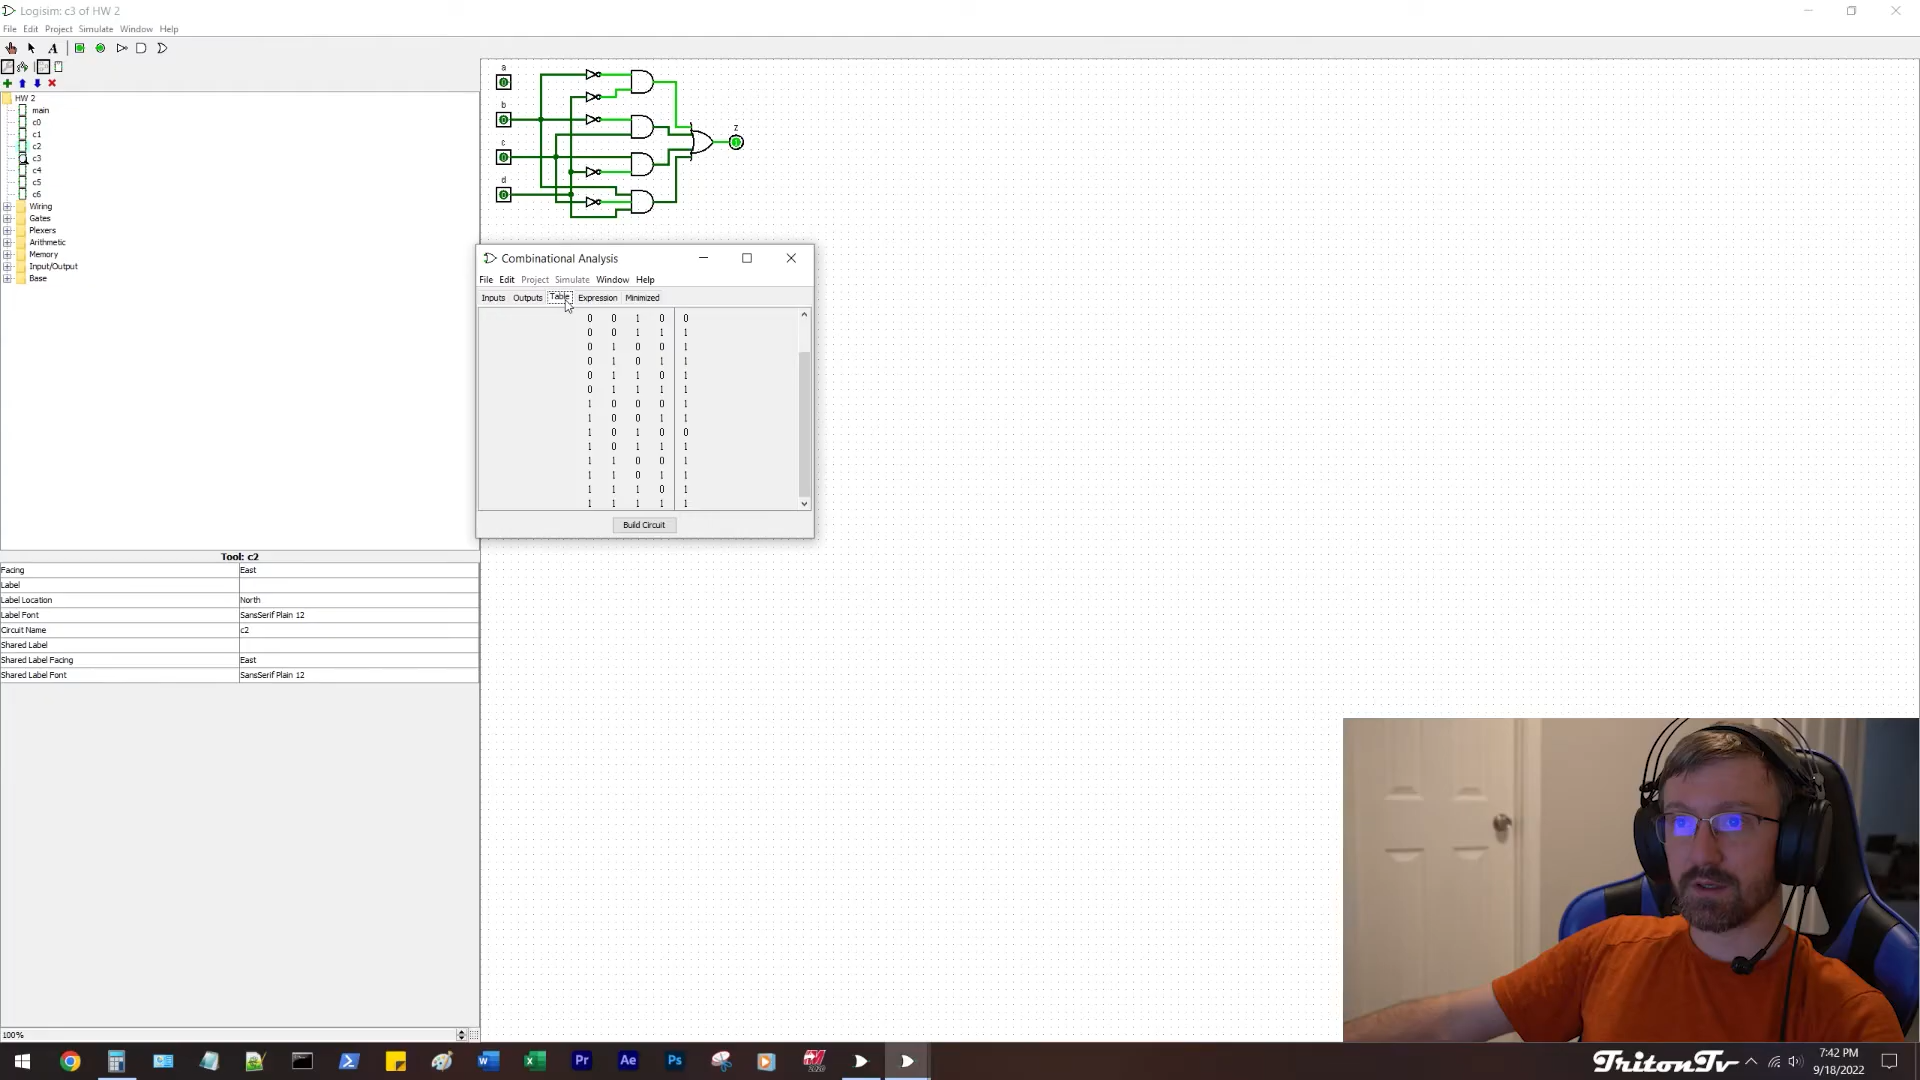 Logisim: c3 of HW 2
File Edit Project Simulate Window Help
A
HW 2
main
c0
c1
c2
c3
c4
c5
c6
Wiring
Gates
Plexers
Arithmetic
Memory
Input/Output
Base
a
b
c
d
z
Combinational Analysis
File Edit Project Simulate Window Help
Inputs Outputs Table Expression Minimized
0 0 1 0 0
0 0 1 1 1
0 1 0 0 1
0 1 0 1 1
0 1 1 0 1
0 1 1 1 1
1 0 0 0 1
1 0 0 1 1
1 0 1 0 0
1 0 1 1 1
1 1 0 0 1
1 1 0 1 1
1 1 1 0 1
1 1 1 1 1
Build Circuit
Tool: c2
Facing East
Label
Label Location North
Label Font SansSerif Plain 12
Circuit Name c2
Shared Label
Shared Label Facing East
Shared Label Font SansSerif Plain 12
100%
Pr Ae Ps
TritonTv
7:42 PM
9/18/2022